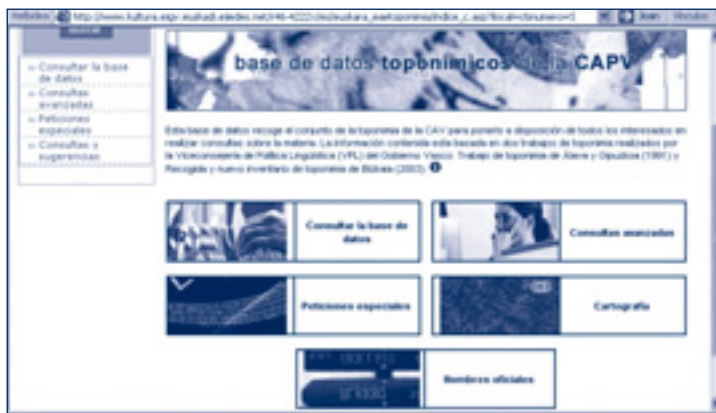 BUSCAR
Consultar la base
de datos
Consultas
avanzadas
Peticiones
especiales
Consultas y
sugerencias
base de datos toponímicos de la CAPV
Esta base de datos recoge el conjunto de la toponimia de la CAV para ponerlo a disposición de todos los interesados en
realizar consultas sobre la materia. La información contenida está basada en dos trabajos de toponimia realizados por
la Viceconsejería de Política Lingüística (VPL) del Gobierno Vasco: Trabajo de toponimia de Álava y Gipuzkoa (1991) y
Recogida y nuevo inventario de toponimia de Bizkaia (2003).
Consultar la base de
datos
Consultas avanzadas
Peticiones especiales
Cartografía
Nombres oficiales